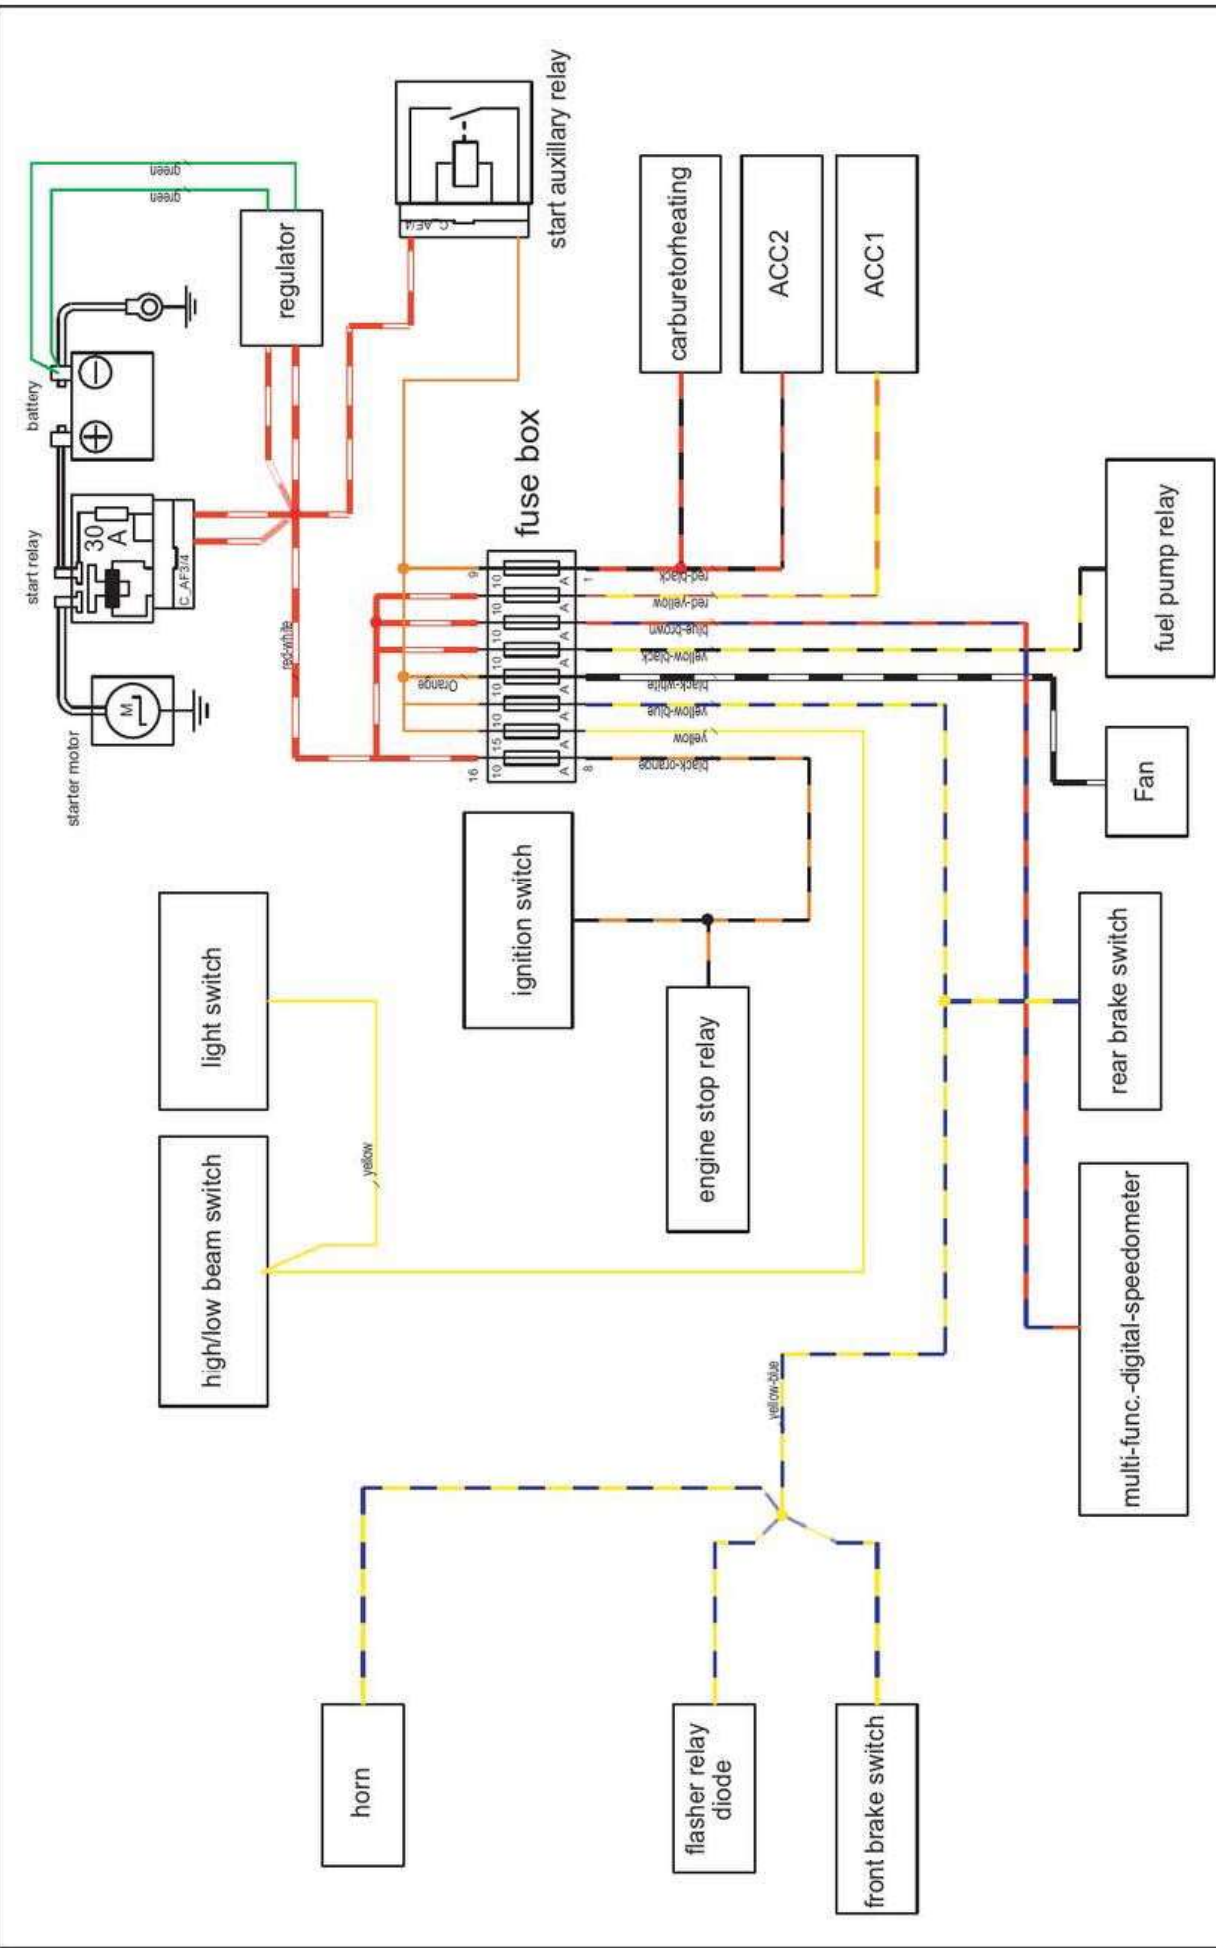 starter motor
start relay
battery
M
30
A
C_AF3/4
green
green
regulator
red-white
C_AF/4
start auxillary relay
fuse box
Orange
9
10
A
1
10
A
10
A
10
A
10
A
10
A
15
A
16
10
A
8
red-black
red-yellow
blue-brown
yellow-black
black-white
yellow-blue
yellow
black-orange
carburetorheating
ACC2
ACC1
fuel pump relay
Fan
light switch
high/low beam switch
yellow
ignition switch
engine stop relay
rear brake switch
multi-func.-digital-speedometer
yellow-blue
horn
flasher relay
diode
front brake switch